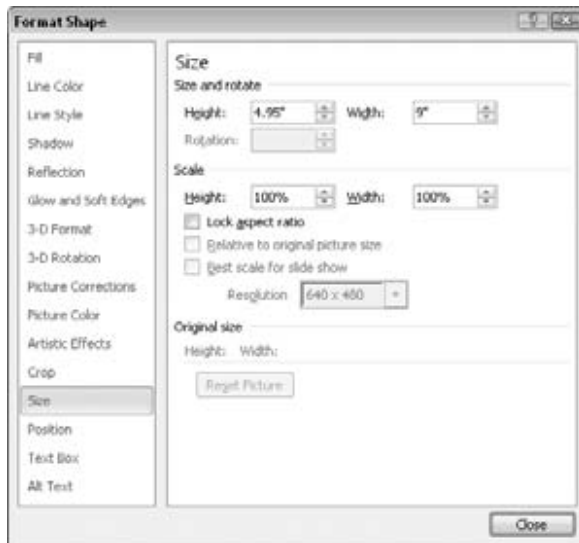 Format Shape
Fill
Line Color
Line Style
Shadow
Reflection
Glow and Soft Edges
3-D Format
3-D Rotation
Picture Corrections
Picture Color
Artistic Effects
Crop
Size
Position
Text Box
Alt Text
Size
Size and rotate
Height: 4.95" Width: 9"
Rotation:
Scale
Height: 100% Width: 100%
Lock aspect ratio
Relative to original picture size
Best scale for slide show
Resolution 640 x 480
Original size
Height: Width:
Reset Picture
Close